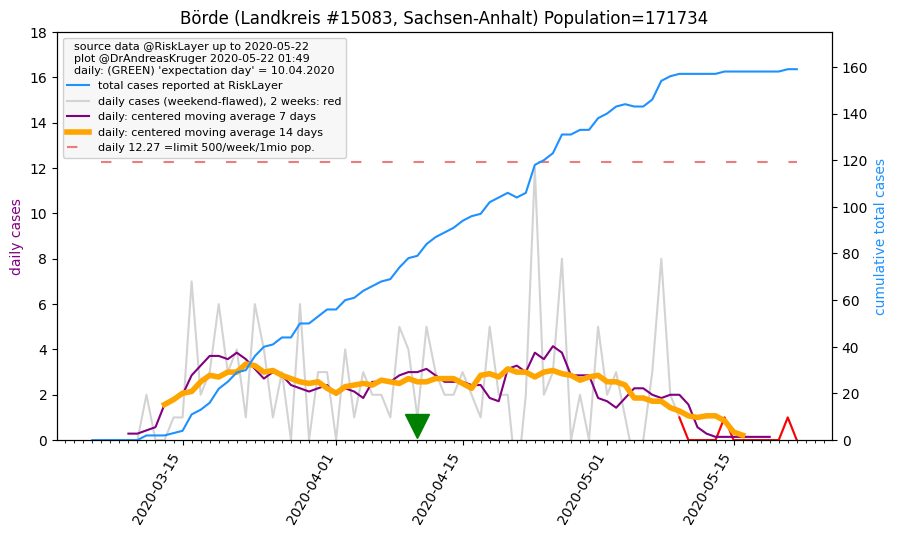 Börde (Landkreis #15083, Sachsen-Anhalt) Population=171734
source data @RiskLayer up to 2020-05-22
plot @DrAndreasKruger 2020-05-22 01:49
daily: (GREEN) 'expectation day' = 10.04.2020
total cases reported at RiskLayer
daily cases (weekend-flawed), 2 weeks: red
daily: centered moving average 7 days
daily: centered moving average 14 days
daily 12.27 =limit 500/week/1mio pop.
daily cases
18
16
14
12
10
8
6
4
2
0
cumulative total cases
160
140
120
100
80
60
40
20
0
2020-03-15
2020-04-01
2020-04-15
2020-05-01
2020-05-15